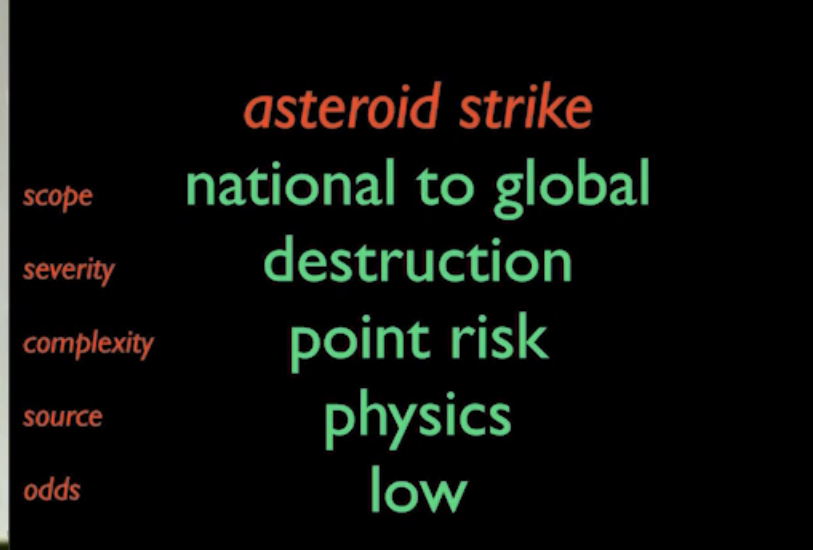 asteroid strike
scope national to global
severity destruction
complexity point risk
source physics
odds low